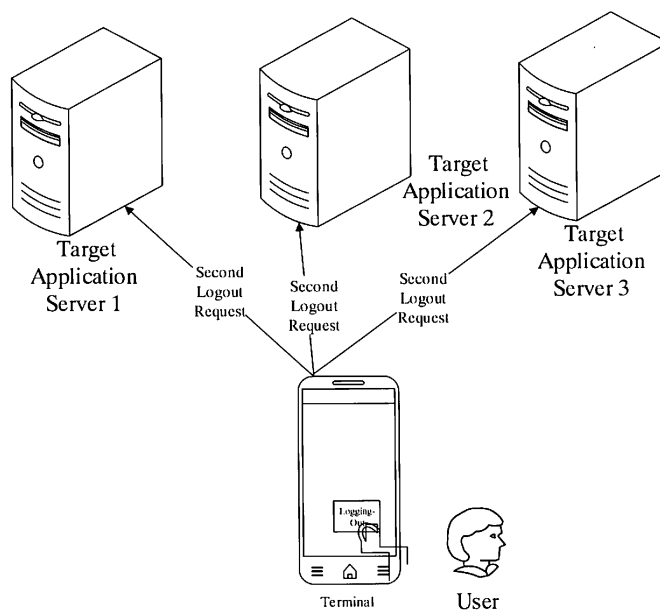 Target
Application
Server 1
Target
Application
Server 2
Target
Application
Server 3
Second
Logout
Request
Second
Logout
Request
Second
Logout
Request
Logging-
Out
Terminal
User